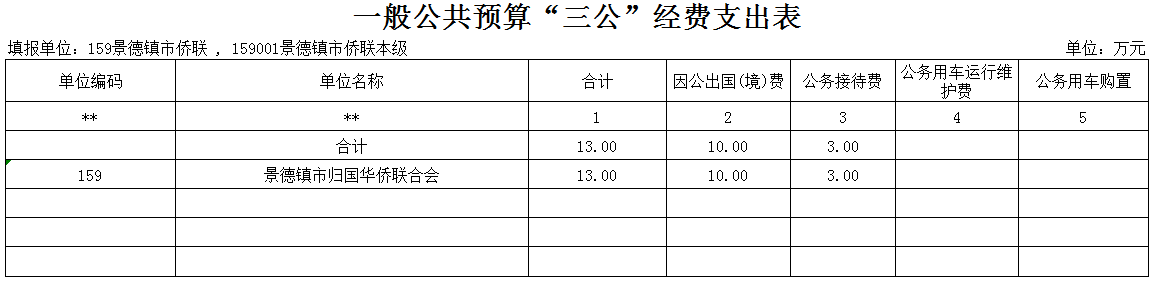 一般公共预算“三公”经费支出表
填报单位：159景德镇市侨联 , 159001景德镇市侨联本级 单位：万元
单位编码 单位名称 合计 因公出国(境)费 公务接待费 公务用车运行维护费 公务用车购置
** ** 1 2 3 4 5
合计 13.00 10.00 3.00
159 景德镇市归国华侨联合会 13.00 10.00 3.00